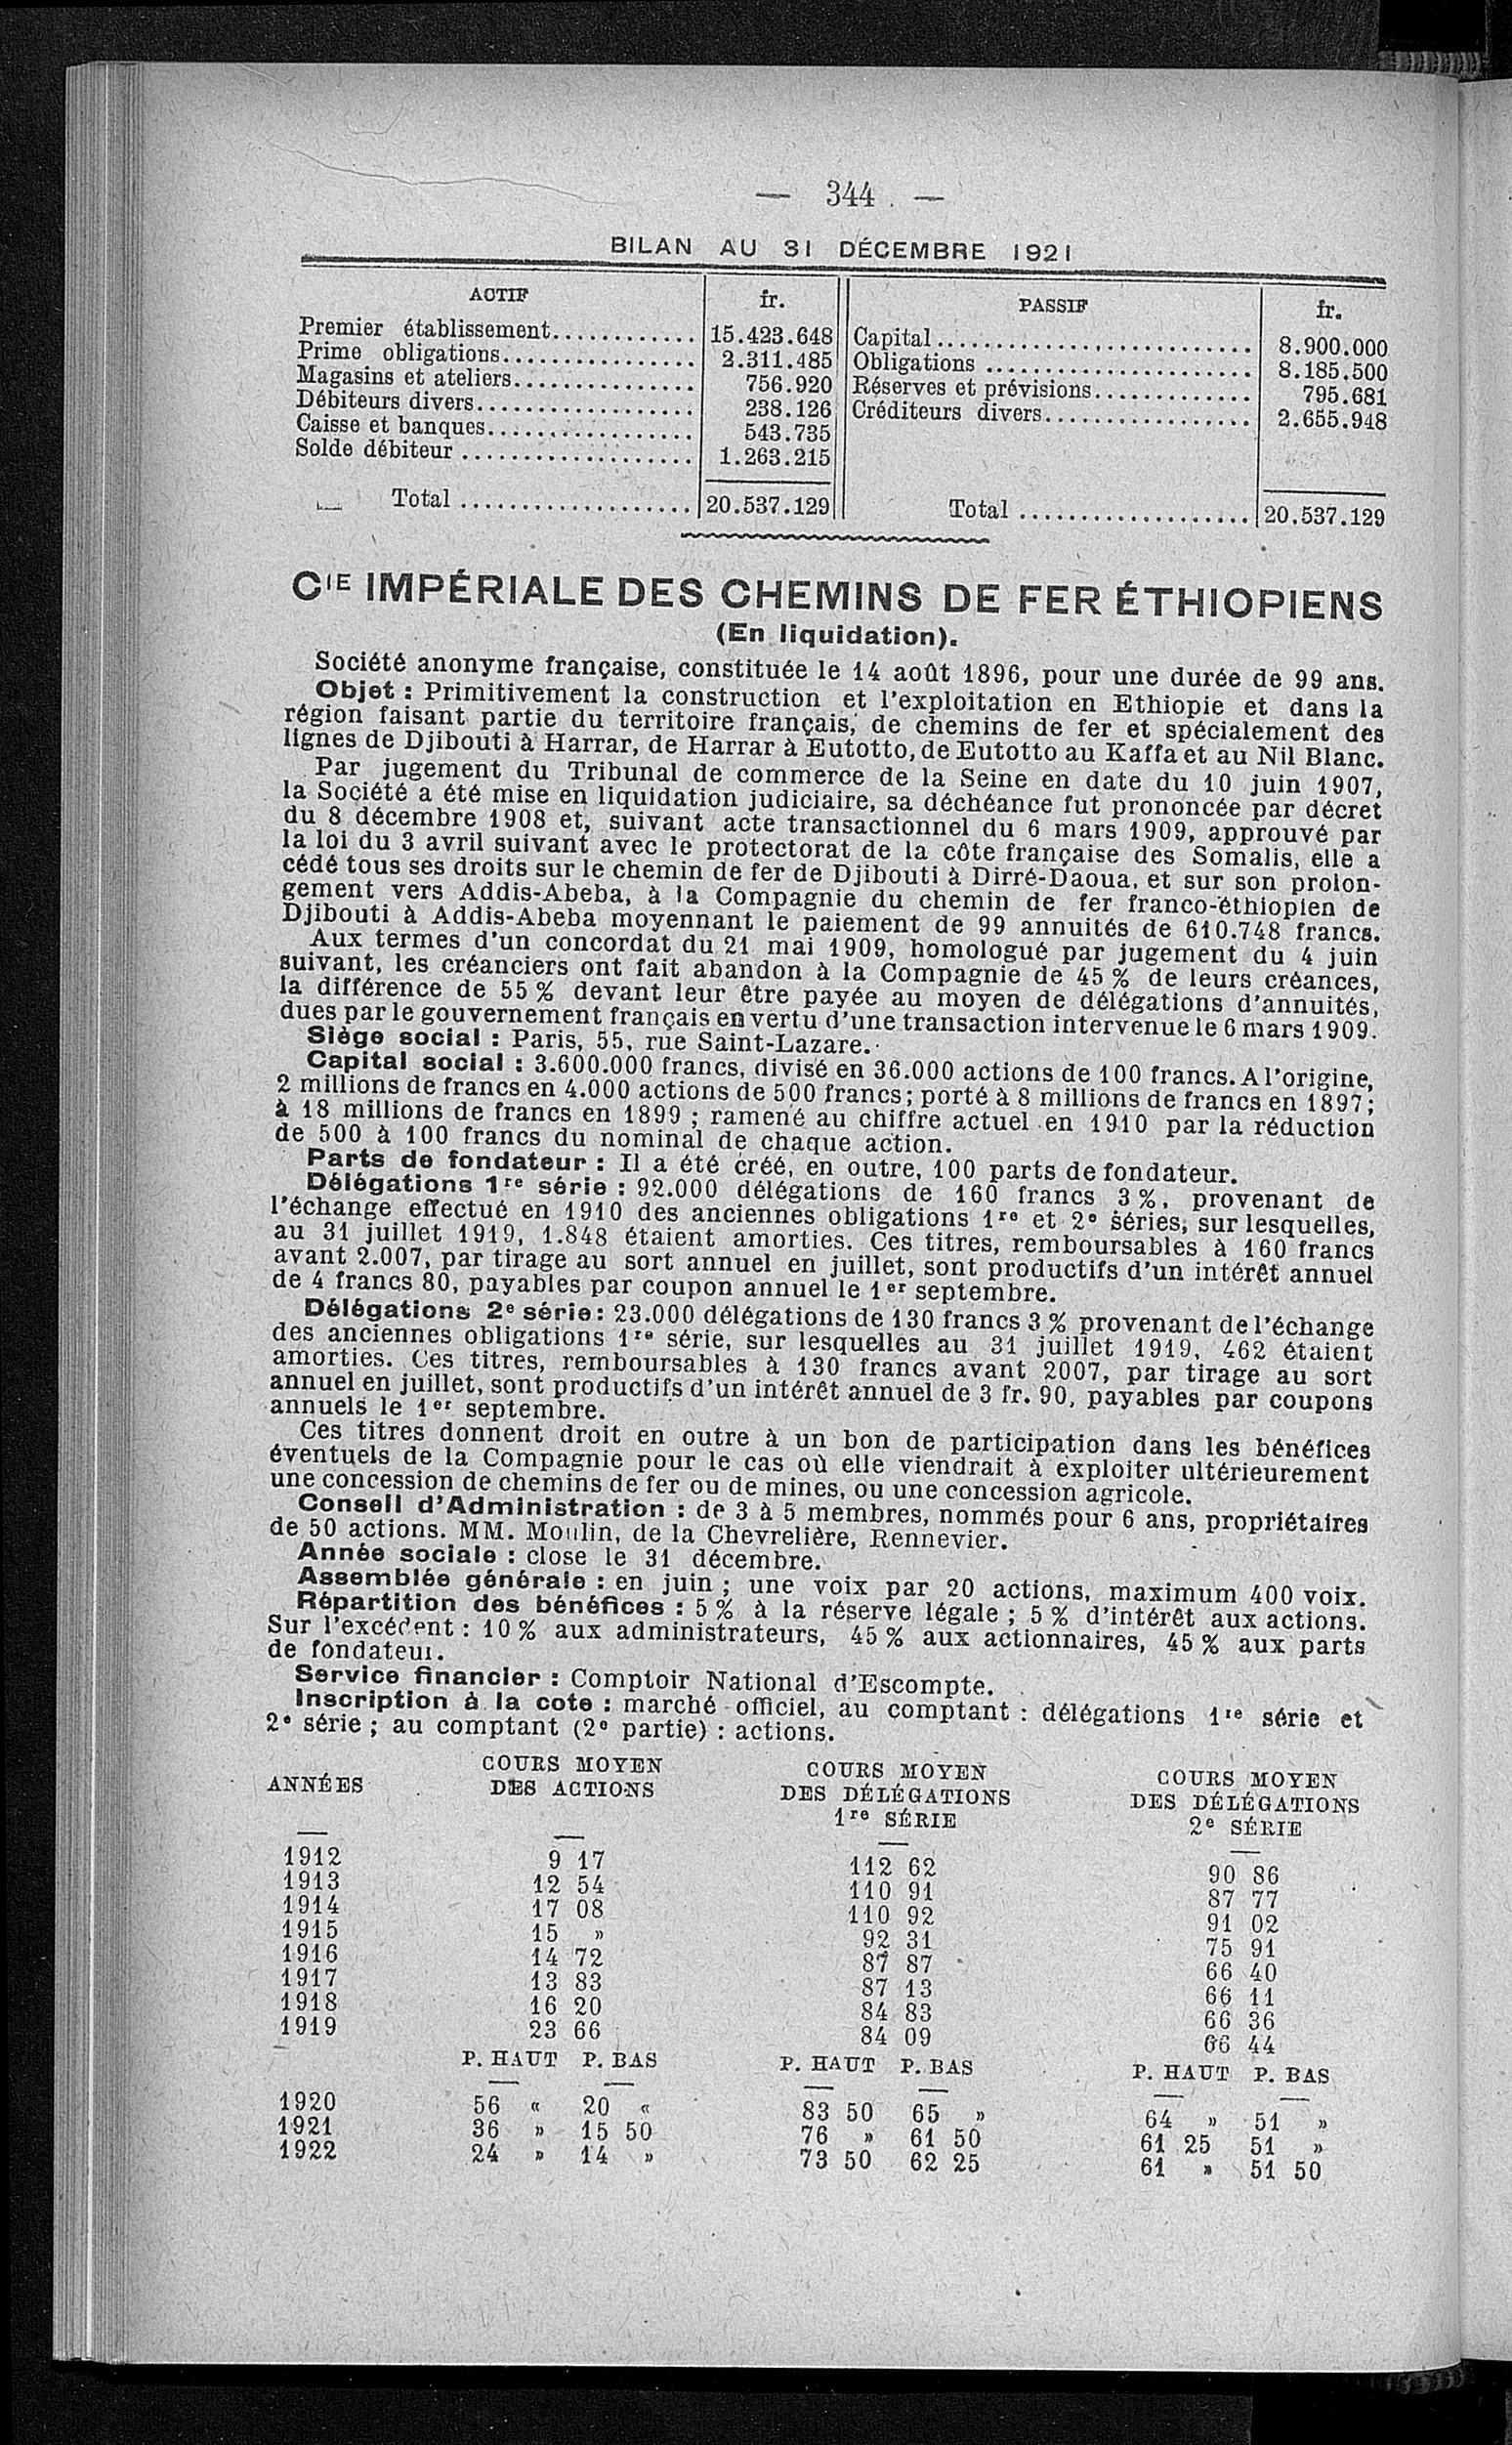 — 344 —
BILAN AU 31 DÉCEMBRE 1921
ACTIF fr. PASSIF fr.
Premier établissement............ 15.423.648 Capital.......................... 8.900.000
Prime obligations................ 2.311.485 Obligations ...................... 8.185.500
Magasins et ateliers............... 756.920 Réserves et prévisions............. 795.681
Débiteurs divers.................. 238.126 Créditeurs divers................. 2.655.948
Caisse et banques................. 543.735
Solde débiteur ................... 1.263.215
Total ................... 20.537.129 Total ................... 20.537.129
CIE IMPÉRIALE DES CHEMINS DE FER ÉTHIOPIENS
(En liquidation).
Société anonyme française, constituée le 14 août 1896, pour une durée de 99 ans.
Objet : Primitivement la construction et l'exploitation en Ethiopie et dans la
région faisant partie du territoire français, de chemins de fer et spécialement des
lignes de Djibouti à Harrar, de Harrar à Eutotto, de Eutotto au Kaffa et au Nil Blanc.
Par jugement du Tribunal de commerce de la Seine en date du 10 juin 1907,
la Société a été mise en liquidation judiciaire, sa déchéance fut prononcée par décret
du 8 décembre 1908 et, suivant acte transactionnel du 6 mars 1909, approuvé par
la loi du 3 avril suivant avec le protectorat de la côte française des Somalis, elle a
cédé tous ses droits sur le chemin de fer de Djibouti à Dirré-Daoua, et sur son prolon-
gement vers Addis-Abeba, à la Compagnie du chemin de fer franco-éthiopien de
Djibouti à Addis-Abeba moyennant le paiement de 99 annuités de 610.748 francs.
Aux termes d'un concordat du 21 mai 1909, homologué par jugement du 4 juin
suivant, les créanciers ont fait abandon à la Compagnie de 45 % de leurs créances,
la différence de 55 % devant leur être payée au moyen de délégations d'annuités,
dues par le gouvernement français en vertu d'une transaction intervenue le 6 mars 1909.
Siège social : Paris, 55, rue Saint-Lazare.
Capital social : 3.600.000 francs, divisé en 36.000 actions de 100 francs. A l'origine,
2 millions de francs en 4.000 actions de 500 francs; porté à 8 millions de francs en 1897;
à 18 millions de francs en 1899 ; ramené au chiffre actuel en 1910 par la réduction
de 500 à 100 francs du nominal de chaque action.
Parts de fondateur : Il a été créé, en outre, 100 parts de fondateur.
Délégations 1re série : 92.000 délégations de 160 francs 3 %, provenant de
l'échange effectué en 1910 des anciennes obligations 1re et 2e séries, sur lesquelles,
au 31 juillet 1919, 1.848 étaient amorties. Ces titres, remboursables à 160 francs
avant 2.007, par tirage au sort annuel en juillet, sont productifs d'un intérêt annuel
de 4 francs 80, payables par coupon annuel le 1er septembre.
Délégations 2e série: 23.000 délégations de 130 francs 3 % provenant de l'échange
des anciennes obligations 1re série, sur lesquelles au 31 juillet 1919, 462 étaient
amorties. Ces titres, remboursables à 130 francs avant 2007, par tirage au sort
annuel en juillet, sont productifs d'un intérêt annuel de 3 fr. 90, payables par coupons
annuels le 1er septembre.
Ces titres donnent droit en outre à un bon de participation dans les bénéfices
éventuels de la Compagnie pour le cas où elle viendrait à exploiter ultérieurement
une concession de chemins de fer ou de mines, ou une concession agricole.
Conseil d'Administration : de 3 à 5 membres, nommés pour 6 ans, propriétaires
de 50 actions. MM. Moulin, de la Chevrelière, Rennevier.
Année sociale : close le 31 décembre.
Assemblée générale : en juin ; une voix par 20 actions, maximum 400 voix.
Répartition des bénéfices : 5 % à la réserve légale ; 5 % d'intérêt aux actions.
Sur l'excédent : 10 % aux administrateurs, 45 % aux actionnaires, 45 % aux parts
de fondateur.
Service financier : Comptoir National d'Escompte.
Inscription à la cote : marché officiel, au comptant : délégations 1re série et
2e série ; au comptant (2e partie) : actions.
ANNÉES COURS MOYEN DES ACTIONS COURS MOYEN DES DÉLÉGATIONS 1re SÉRIE COURS MOYEN DES DÉLÉGATIONS 2e SÉRIE
1912 9 17 112 62 90 86
1913 12 54 110 91 87 77
1914 17 08 110 92 91 02
1915 15 » 92 31 75 91
1916 14 72 87 87 66 40
1917 13 83 87 13 66 11
1918 16 20 84 83 66 36
1919 23 66 84 09 66 44
P. HAUT P. BAS P. HAUT P. BAS P. HAUT P. BAS
1920 56 « 20 « 83 50 65 » 64 » 51 »
1921 36 » 15 50 76 » 61 50 61 25 51 »
1922 24 » 14 » 73 50 62 25 61 » 51 50